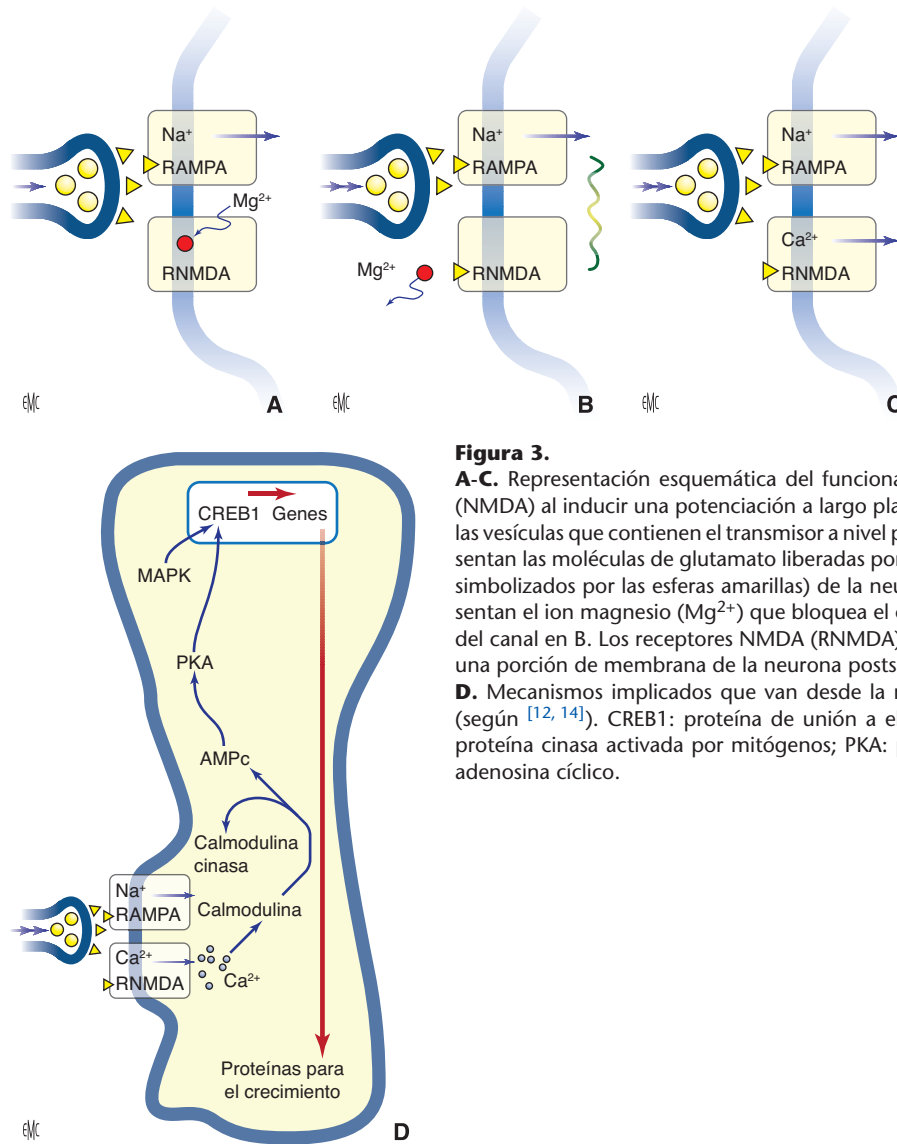 Na⁺
RAMPA
Mg²⁺
RNMDA
EMC
A
Na⁺
RAMPA
Mg²⁺
RNMDA
EMC
B
Na⁺
RAMPA
Ca²⁺
RNMDA
EMC
C
Figura 3.
A-C. Representación esquemática del funciona
(NMDA) al inducir una potenciación a largo pla
las vesículas que contienen el transmisor a nivel p
sentan las moléculas de glutamato liberadas por
simbolizados por las esferas amarillas) de la neu
sentan el ion magnesio (Mg²⁺) que bloquea el
del canal en B. Los receptores NMDA (RNMDA)
una porción de membrana de la neurona posts
D. Mecanismos implicados que van desde la
(según [12, 14]). CREB1: proteína de unión a el
proteína cinasa activada por mitógenos; PKA:
adenosina cíclico.
CREB1 Genes
MAPK
PKA
AMPc
Calmodulina
cinasa
Na⁺
RAMPA
Calmodulina
Ca²⁺
RNMDA
Ca²⁺
Proteínas para
el crecimiento
EMC
D